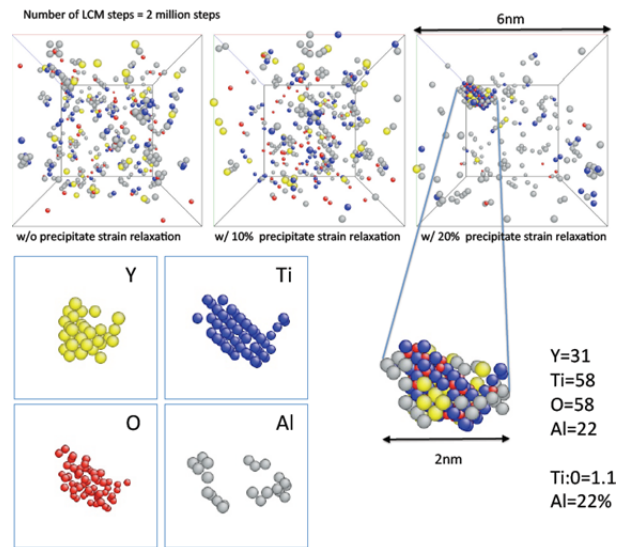 Number of LCM steps = 2 million steps
6nm
w/o precipitate strain relaxation
w/ 10% precipitate strain relaxation
w/ 20% precipitate strain relaxation
Y
Ti
O
Al
Y=31
Ti=58
O=58
Al=22
2nm
Ti:0=1.1
Al=22%